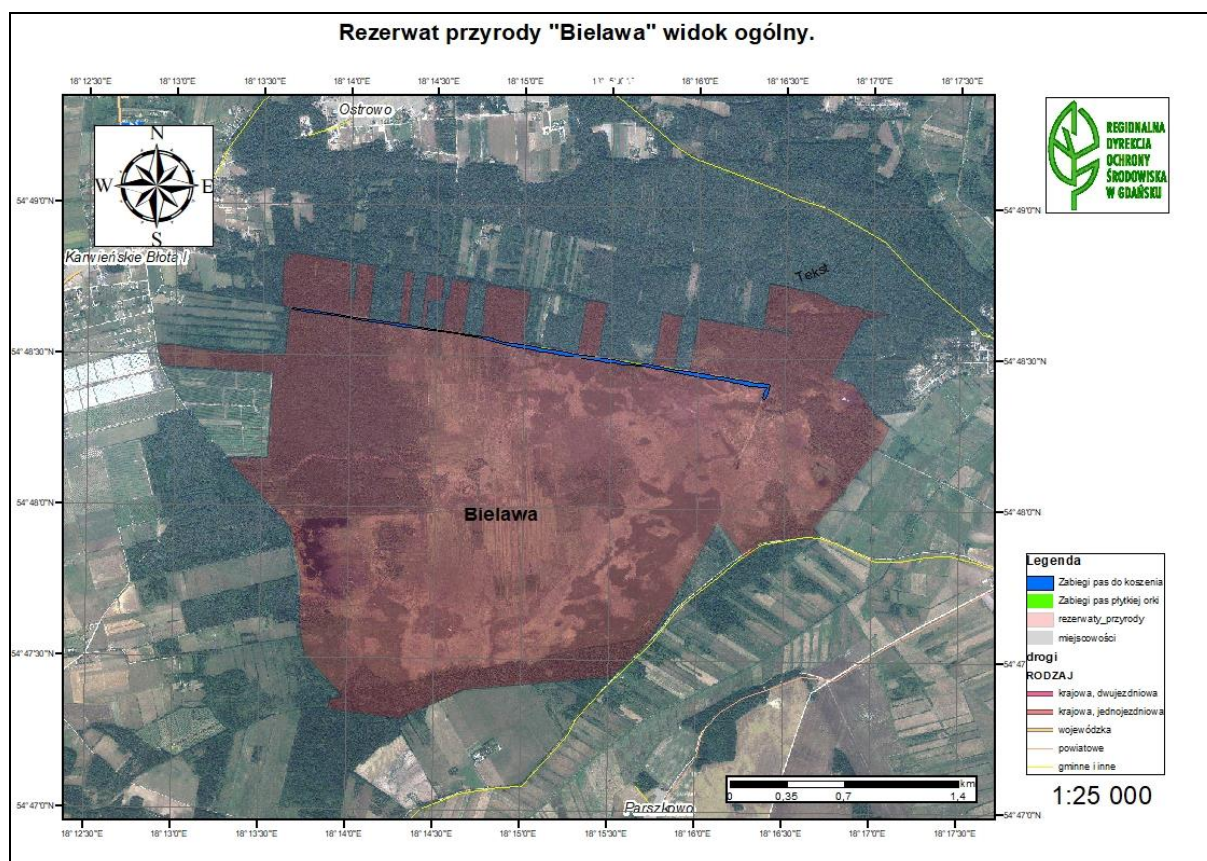 Rezerwat przyrody "Bielawa" widok ogólny.
18°12'30"E 18°13'0"E 18°13'30"E 18°14'0"E 18°14'30"E 18°15'0"E 18°16'0"E 18°16'30"E 18°17'0"E 18°17'30"E
Ostrowo
N
W E
S
REGIONALNA
DYREKCJA
OCHRONY
ŚRODOWISKA
W GDAŃSKU
54°49'0"N 54°49'0"N
Karwieńskie Błota I
Tekst
54°48'30"N 54°48'30"N
Bielawa
54°48'0"N 54°48'0"N
Legenda
Zabiegi pas do koszenia
Zabiegi pas płytkiej orki
rezerwaty_przyrody
miejscowości
drogi
RODZAJ
krajowa, dwujezdniowa
krajowa, jednojezdniowa
wojewódzka
powiatowe
gminne i inne
54°47'30"N 54°47
km
0 0,35 0,7 1,4
1:25 000
Parszkowo
54°47'0"N 54°47'0"N
18°12'30"E 18°13'0"E 18°13'30"E 18°14'0"E 18°14'30"E 18°15'0"E 18°15'30"E 18°16'0"E 18°16'30"E 18°17'0"E 18°17'30"E